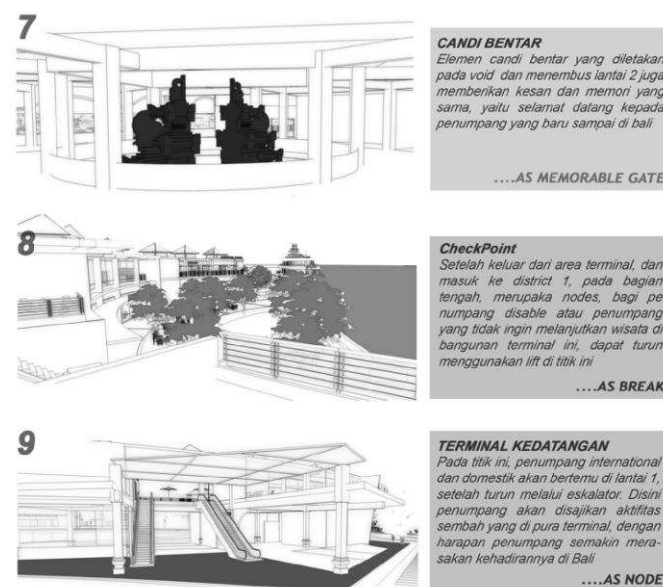 7
CANDI BENTAR
Elemen candi bentar yang diletakan
pada void dan menembus lantai 2 juga
memberikan kesan dan memori yang
sama, yaitu selamat datang kepada
penumpang yang baru sampai di bali
....AS MEMORABLE GATE
8
CheckPoint
Setelah keluar dari area terminal, dan
masuk ke district 1, pada bagian
tengah, merupaka nodes, bagi pe
numpang disable atau penumpang
yang tidak ingin melanjutkan wisata di
bangunan terminal ini, dapat turun
menggunakan lift di titik ini
....AS BREAK
9
TERMINAL KEDATANGAN
Pada titik ini, penumpang international
dan domestik akan bertemu di lantai 1,
setelah turun melalui eskalator. Disini
penumpang akan disajikan aktifitas
sembah yang di pura terminal, dengan
harapan penumpang semakin mera-
sakan kehadirannya di Bali
....AS NODE